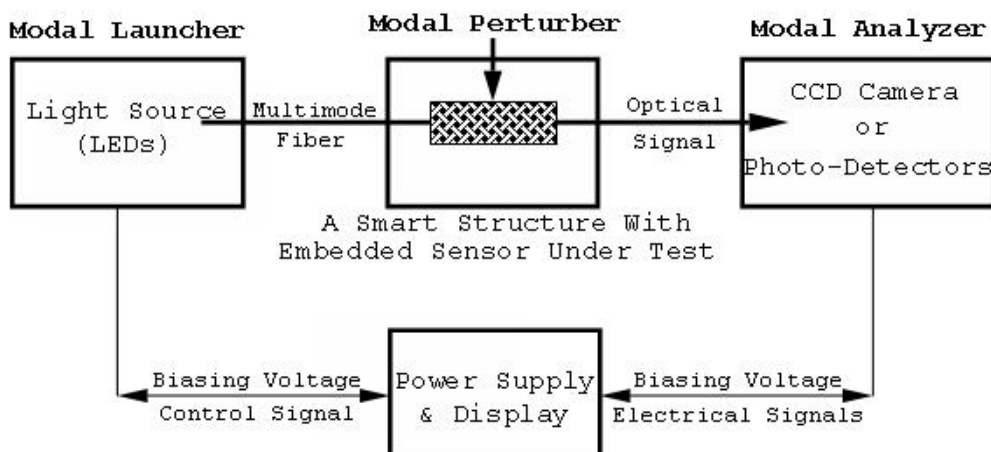 Modal Launcher
Modal Perturber
Modal Analyzer
Light Source
(LEDs)
Multimode
Fiber
Optical
Signal
CCD Camera
or
Photo-Detectors
A Smart Structure With
Embedded Sensor Under Test
Biasing Voltage
Control Signal
Power Supply
& Display
Biasing Voltage
Electrical Signals